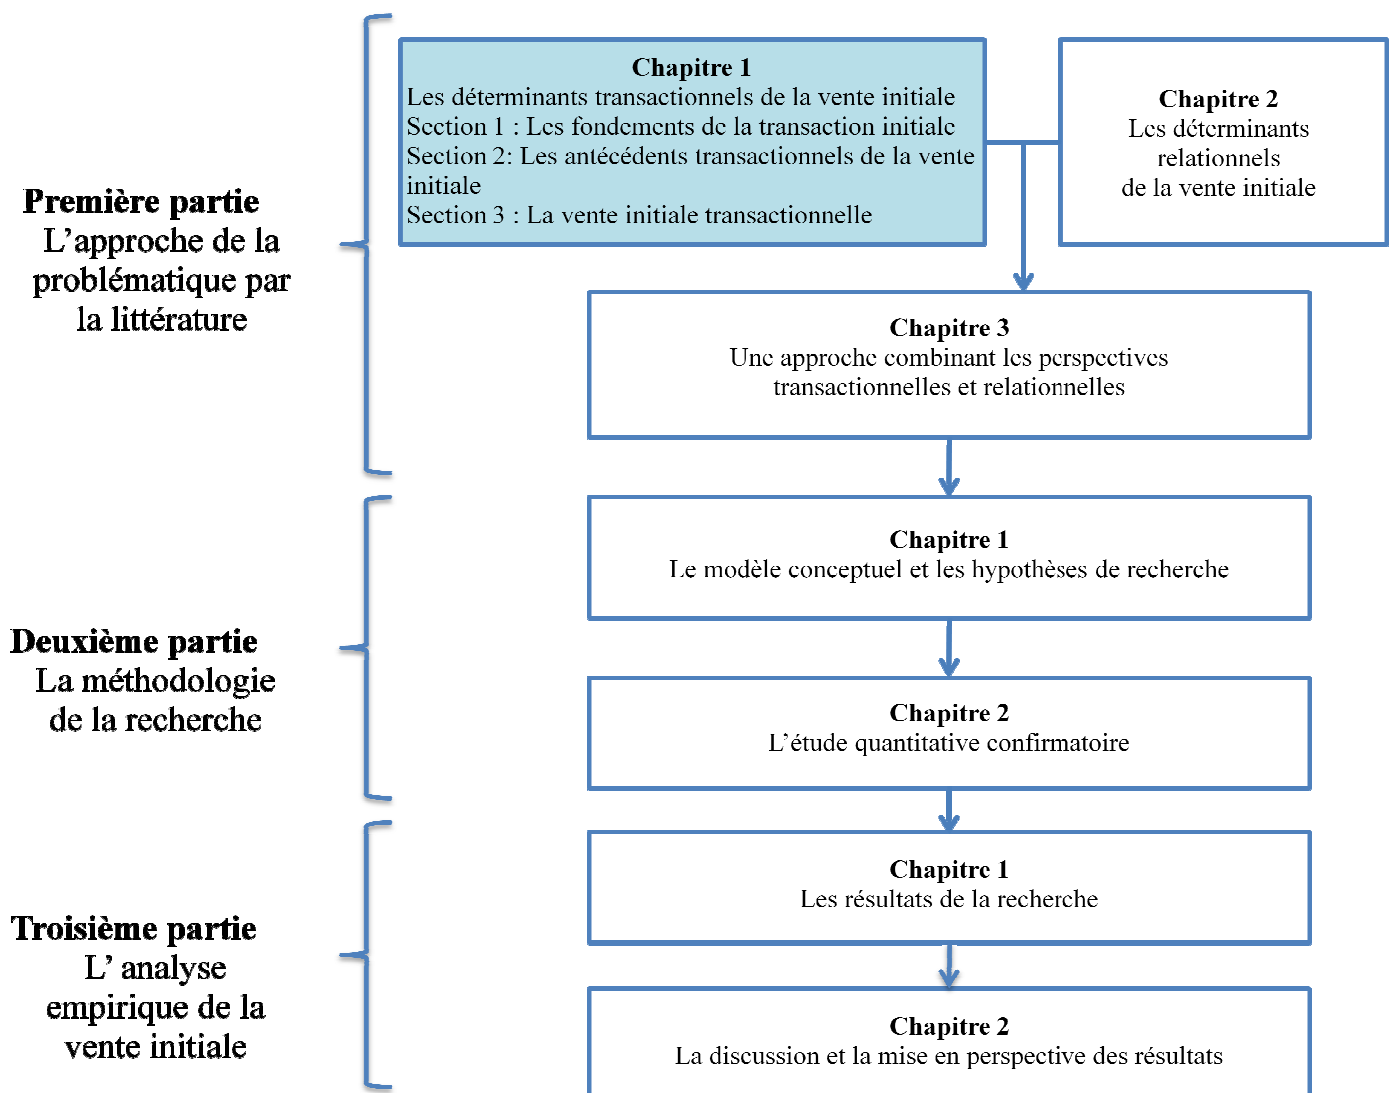 Première partie
L’approche de la
problématique par
la littérature
Chapitre 1
Les déterminants transactionnels de la vente initiale
Section 1 : Les fondements de la transaction initiale
Section 2: Les antécédents transactionnels de la vente
initiale
Section 3 : La vente initiale transactionnelle
Chapitre 2
Les déterminants
relationnels
de la vente initiale
Chapitre 3
Une approche combinant les perspectives
transactionnelles et relationnelles
Deuxième partie
La méthodologie
de la recherche
Chapitre 1
Le modèle conceptuel et les hypothèses de recherche
Chapitre 2
L’étude quantitative confirmatoire
Troisième partie
L’ analyse
empirique de la
vente initiale
Chapitre 1
Les résultats de la recherche
Chapitre 2
La discussion et la mise en perspective des résultats